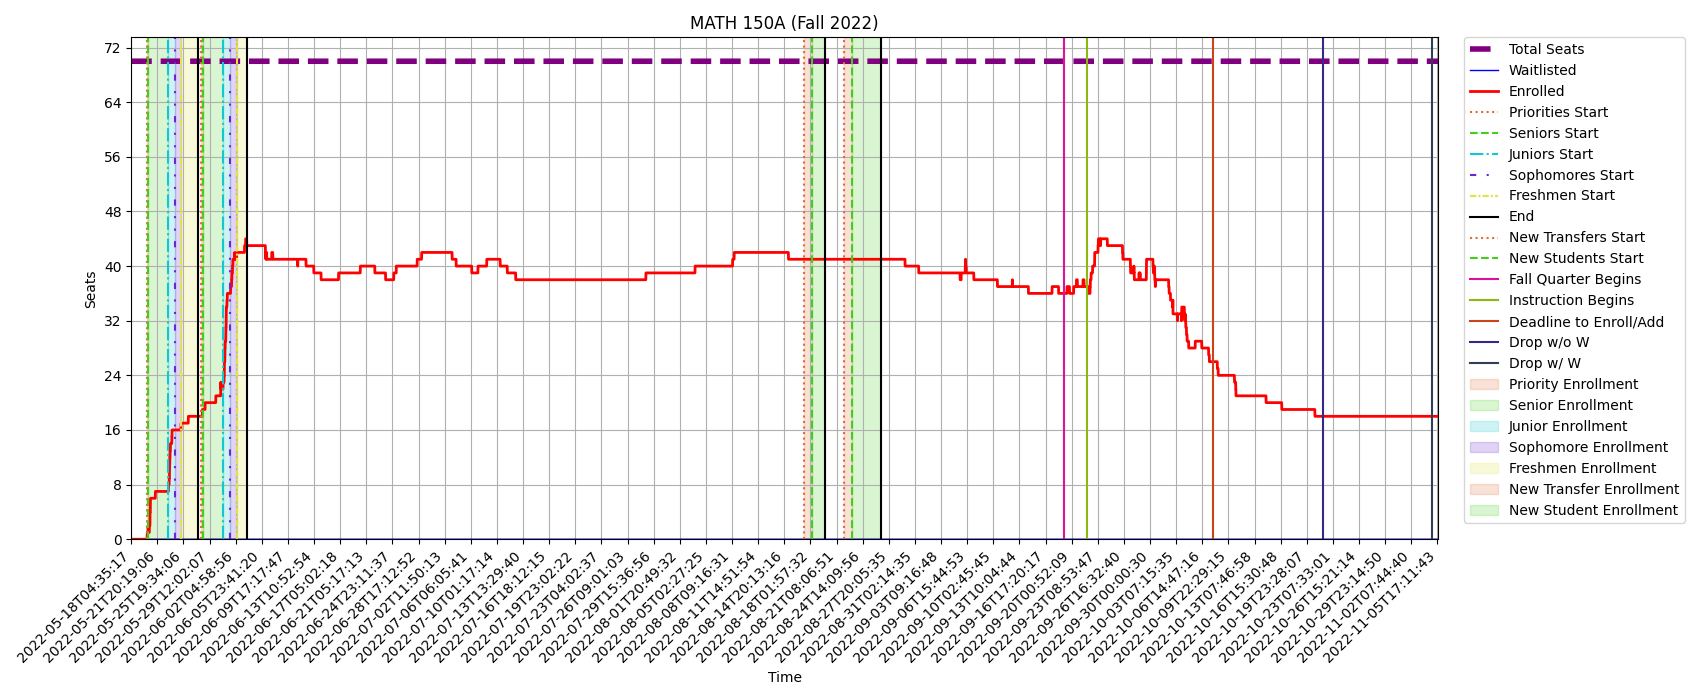 MATH 150A (Fall 2022)
72
64
56
48
40
32
24
16
8
0
Seats
2022-05-18T04:35:17
2022-05-21T20:19:06
2022-05-25T19:34:06
2022-05-29T12:02:07
2022-06-02T04:58:56
2022-06-05T23:41:20
2022-06-09T17:17:47
2022-06-13T10:52:54
2022-06-17T05:02:18
2022-06-21T05:17:13
2022-06-24T23:11:37
2022-06-28T17:12:52
2022-07-02T11:50:13
2022-07-06T06:05:41
2022-07-10T01:17:14
2022-07-13T13:29:40
2022-07-16T18:12:15
2022-07-19T23:02:22
2022-07-23T04:02:37
2022-07-26T09:01:03
2022-07-29T15:36:56
2022-08-01T20:49:32
2022-08-05T02:27:25
2022-08-08T09:16:31
2022-08-11T14:51:54
2022-08-14T20:13:16
2022-08-18T01:57:32
2022-08-21T08:06:51
2022-08-24T14:09:56
2022-08-27T20:05:35
2022-08-31T02:14:35
2022-09-03T09:16:48
2022-09-06T15:44:53
2022-09-10T02:45:45
2022-09-13T11:04:44
2022-09-16T17:20:17
2022-09-20T00:52:09
2022-09-23T08:53:47
2022-09-26T16:32:40
2022-09-30T00:00:30
2022-10-03T07:15:35
2022-10-06T14:47:16
2022-10-09T22:29:15
2022-10-13T07:46:58
2022-10-16T15:30:48
2022-10-19T23:28:07
2022-10-23T07:33:01
2022-10-26T15:21:14
2022-10-29T23:14:50
2022-11-02T07:44:40
2022-11-05T17:11:43
Time
Total Seats
Waitlisted
Enrolled
Priorities Start
Seniors Start
Juniors Start
Sophomores Start
Freshmen Start
End
New Transfers Start
New Students Start
Fall Quarter Begins
Instruction Begins
Deadline to Enroll/Add
Drop w/o W
Drop w/ W
Priority Enrollment
Senior Enrollment
Junior Enrollment
Sophomore Enrollment
Freshmen Enrollment
New Transfer Enrollment
New Student Enrollment